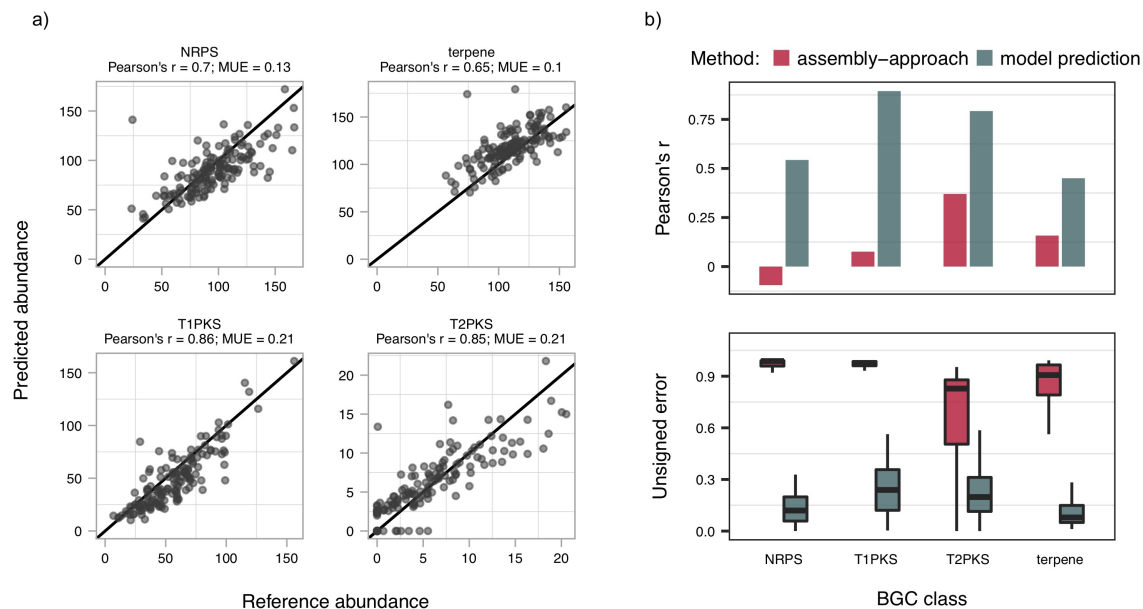 a)
NRPS
Pearson's r = 0.7; MUE = 0.13
150
100
50
0
0
50
100
150
terpene
Pearson's r = 0.65; MUE = 0.1
150
100
50
0
0
50
100
150
T1PKS
Pearson's r = 0.86; MUE = 0.21
150
100
50
0
0
50
100
150
T2PKS
Pearson's r = 0.85; MUE = 0.21
20
15
10
5
0
0
5
10
15
20
Predicted abundance
Reference abundance
b)
Method:
assembly−approach
model prediction
Pearson's r
0.75
0.5
0.25
0
Unsigned error
0.9
0.6
0.3
0.0
NRPS
T1PKS
T2PKS
terpene
BGC class